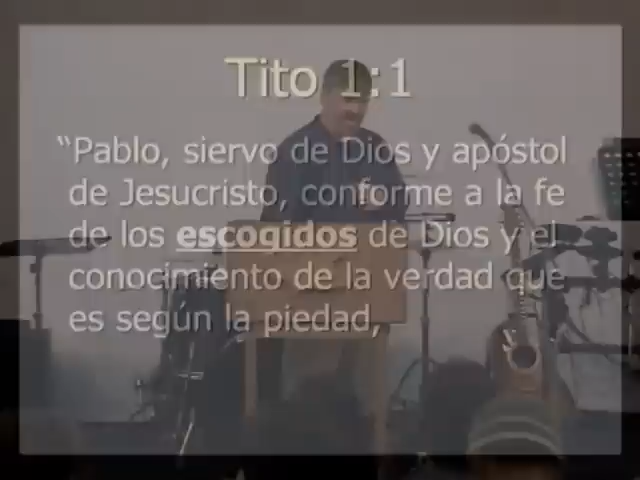 Tito 1:1
“Pablo, siervo de Dios y apóstol
de Jesucristo, conforme a la fe
de los escogidos de Dios y el
conocimiento de la verdad que
es según la piedad,